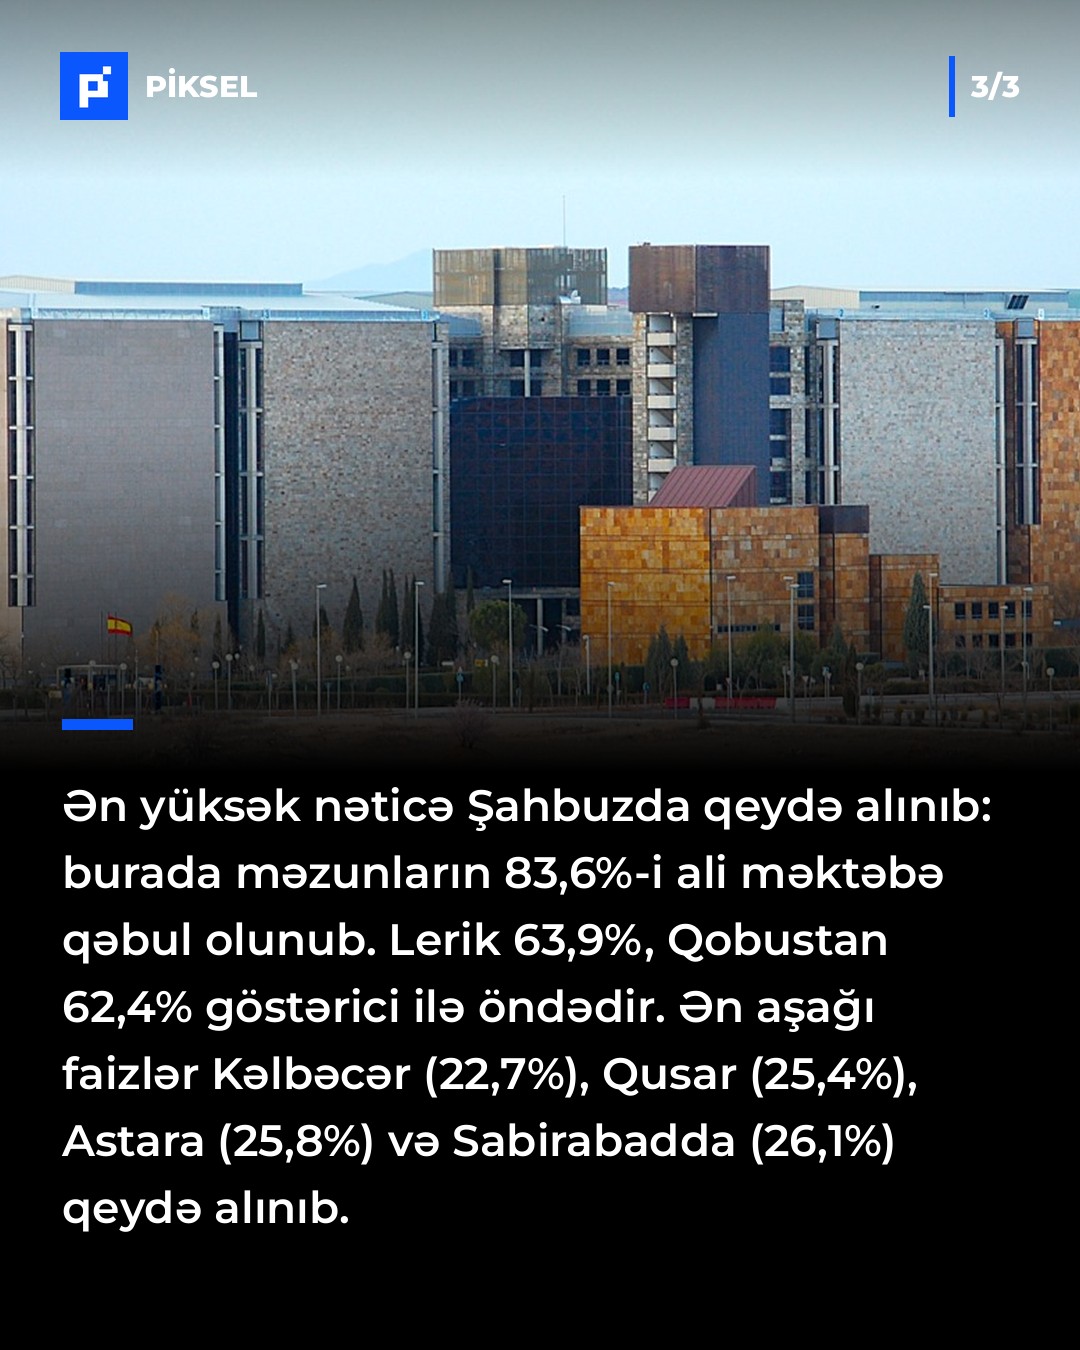 PİKSEL
3/3
Ən yüksək nəticə Şahbuzda qeydə alınıb:
burada məzunların 83,6%-i ali məktəbə
qəbul olunub. Lerik 63,9%, Qobustan
62,4% göstərici ilə öndədir. Ən aşağı
faizlər Kəlbəcər (22,7%), Qusar (25,4%),
Astara (25,8%) və Sabirabadda (26,1%)
qeydə alınıb.